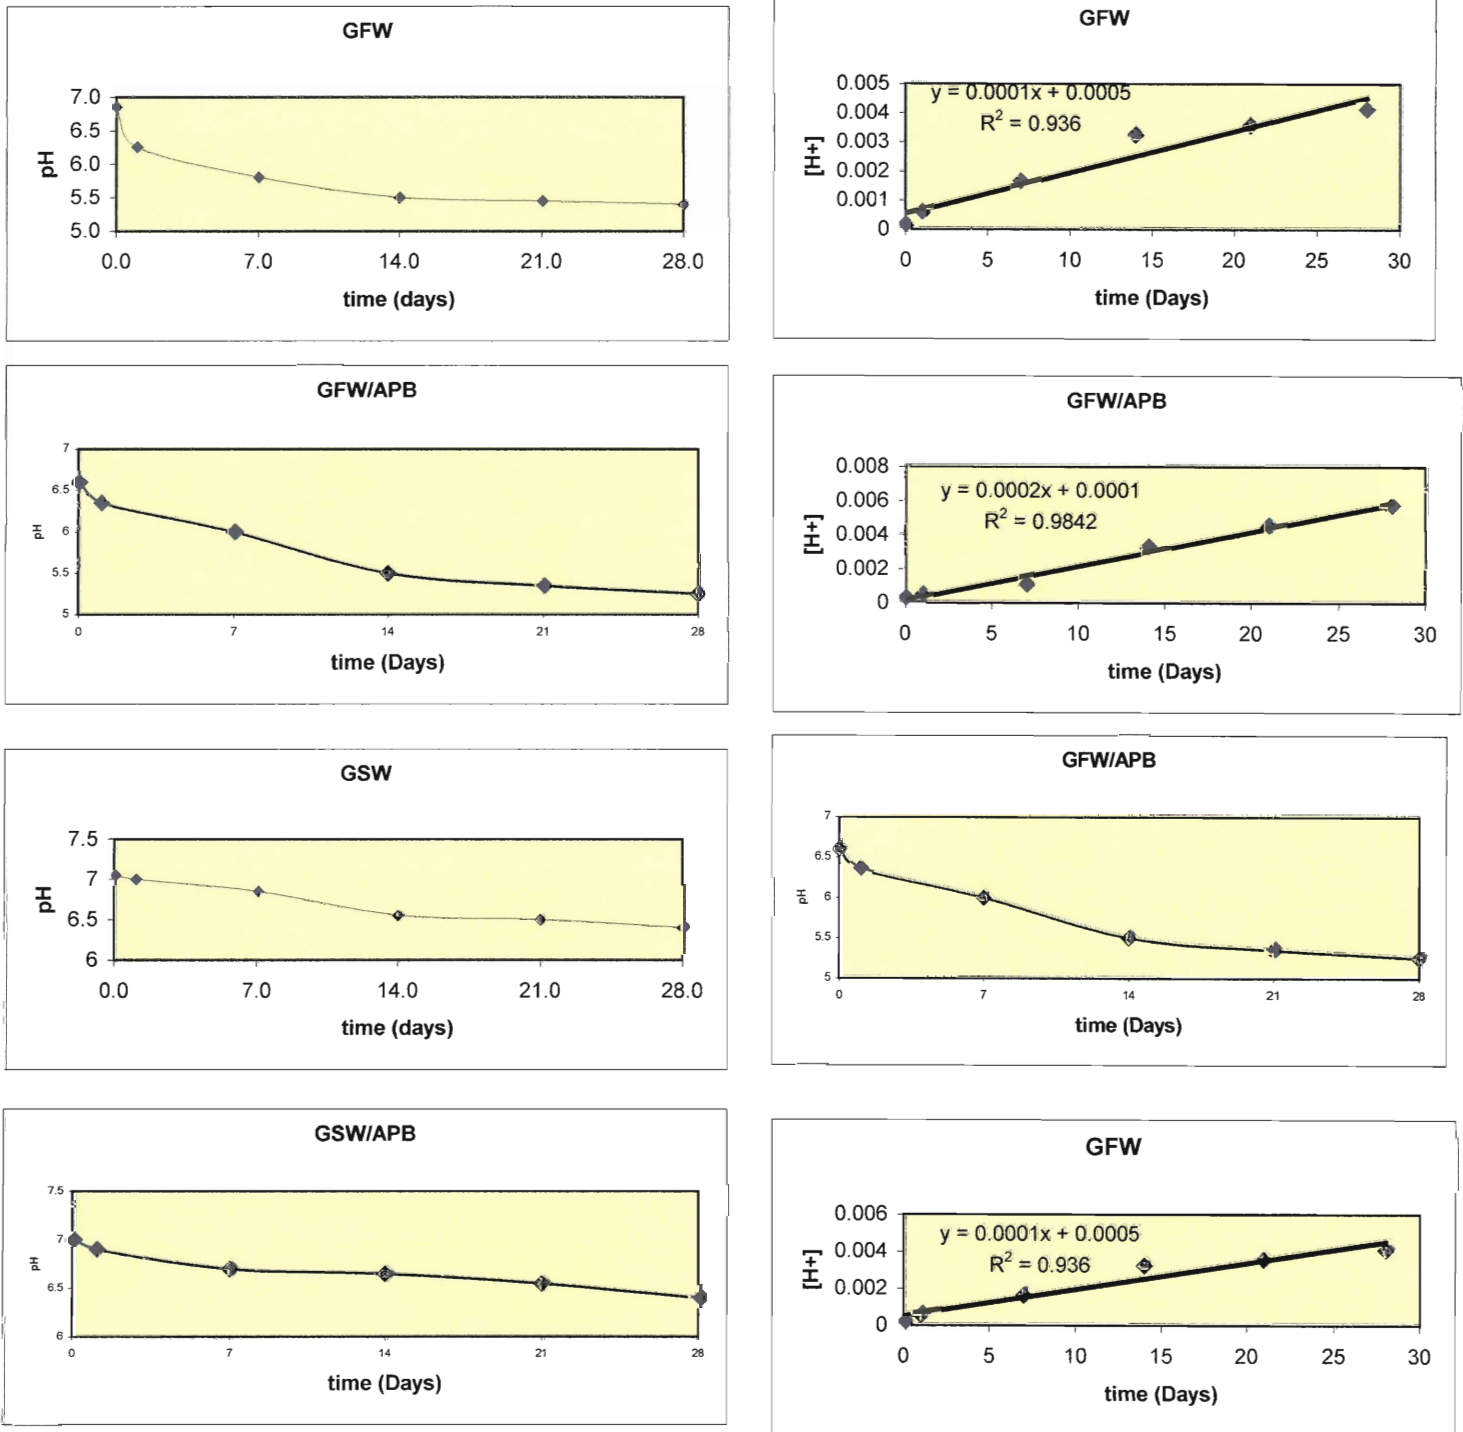 GFW
pH
7.0
6.5
6.0
5.5
5.0
0.0 7.0 14.0 21.0 28.0
time (days)
GFW
[H+]
y = 0.0001x + 0.0005
R² = 0.936
0.005
0.004
0.003
0.002
0.001
0
0 5 10 15 20 25 30
time (Days)
GFW/APB
pH
7
6.5
6
5.5
5
0 7 14 21 28
time (Days)
GFW/APB
[H+]
y = 0.0002x + 0.0001
R² = 0.9842
0.008
0.006
0.004
0.002
0
0 5 10 15 20 25 30
time (Days)
GSW
pH
7.5
7
6.5
6
0.0 7.0 14.0 21.0 28.0
time (days)
GFW/APB
pH
7
6.5
6
5.5
5
0 7 14 21 28
time (Days)
GSW/APB
pH
7.5
7
6.5
6
0 7 14 21 28
time (Days)
GFW
[H+]
y = 0.0001x + 0.0005
R² = 0.936
0.006
0.004
0.002
0
0 5 10 15 20 25 30
time (Days)